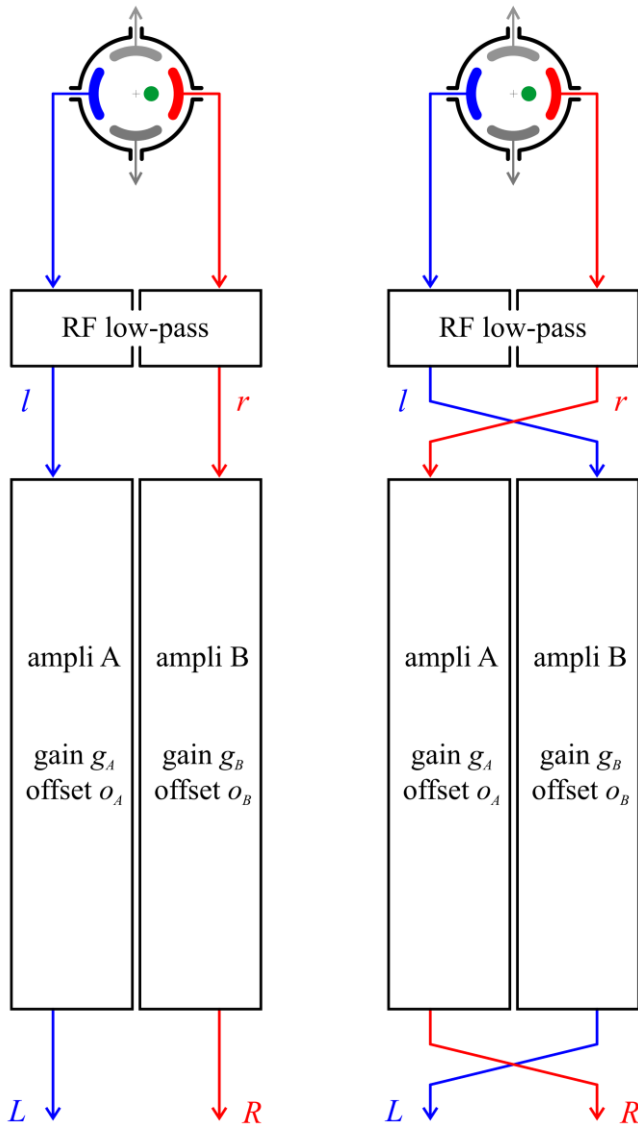 RF low-pass
l r
ampli A ampli B
gain g_A gain g_B
offset o_A offset o_B
L R
RF low-pass
l r
ampli A ampli B
gain g_A gain g_B
offset o_A offset o_B
L R